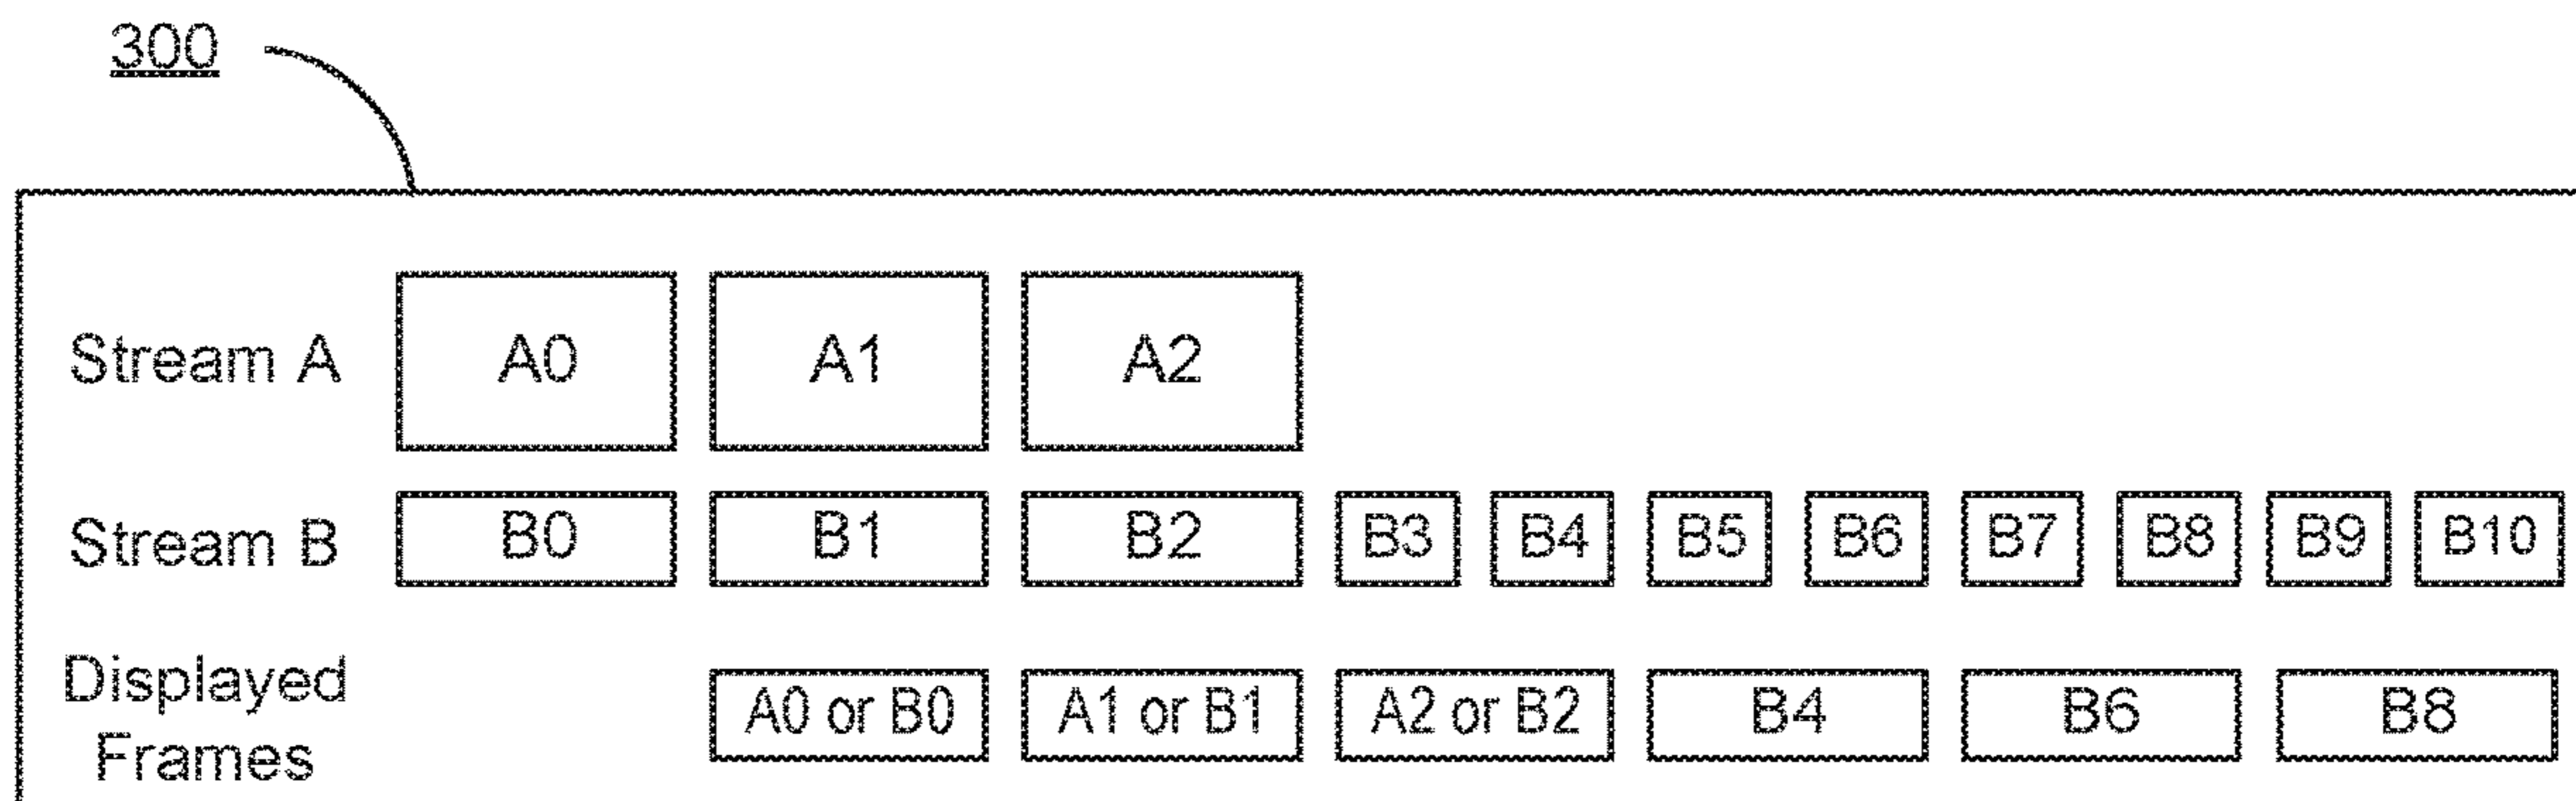 300
Stream A A0 A1 A2
Stream B B0 B1 B2 B3 B4 B5 B6 B7 B8 B9 B10
Displayed
Frames
A0 or B0 A1 or B1 A2 or B2 B4 B6 B8